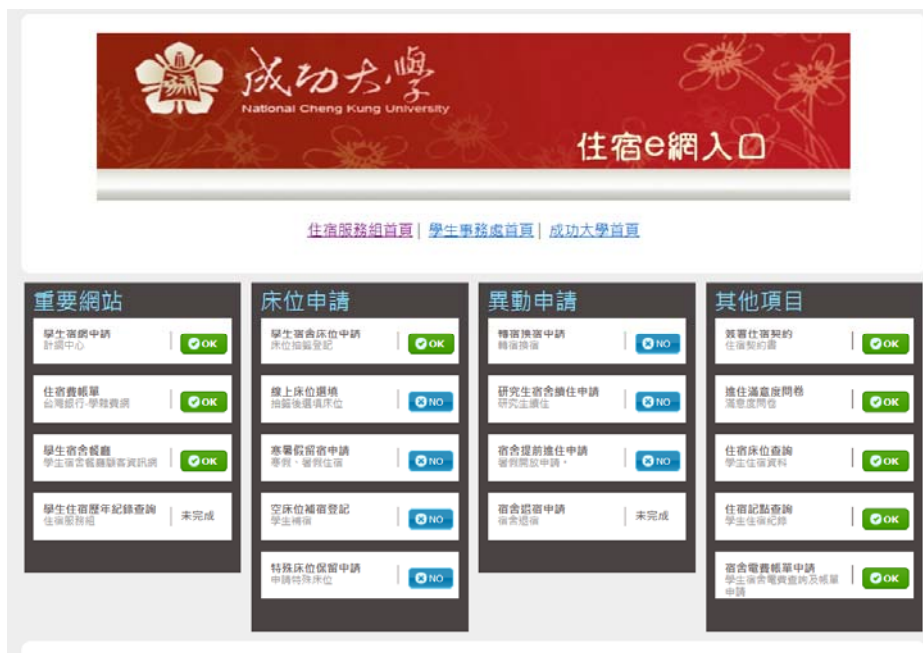 成功大學
National Cheng Kung University
住宿e網入口
住宿服務組首頁| 學生事務處首頁| 成功大學首頁
重要網站
學生宿網申請
計網中心
OK
住宿費帳單
台灣銀行-學雜費網
OK
學生宿舍餐廳
學生宿舍餐廳顧客資訊網
OK
學生住宿歷年記錄查詢
住宿服務組
未完成
床位申請
學生宿舍床位申請
床位抽籤登記
OK
線上床位選填
抽籤後選填床位
NO
寒暑假留宿申請
寒假、暑假住宿
NO
空床位補宿登記
學生補宿
NO
特殊床位保留申請
申請特殊床位
NO
異動申請
轉宿換宿申請
轉宿換宿
NO
研究生宿舍續住申請
研究生續住
NO
宿舍提前進住申請
暑假開放申請。
NO
宿舍退宿申請
宿舍退宿
未完成
其他項目
簽署住宿契約
住宿契約書
OK
進住滿意度問卷
滿意度問卷
OK
住宿床位查詢
學生住宿資料
OK
住宿記點查詢
學生住宿紀錄
OK
宿舍電費帳單申請
學生宿舍電費查詢及帳單
申請
OK